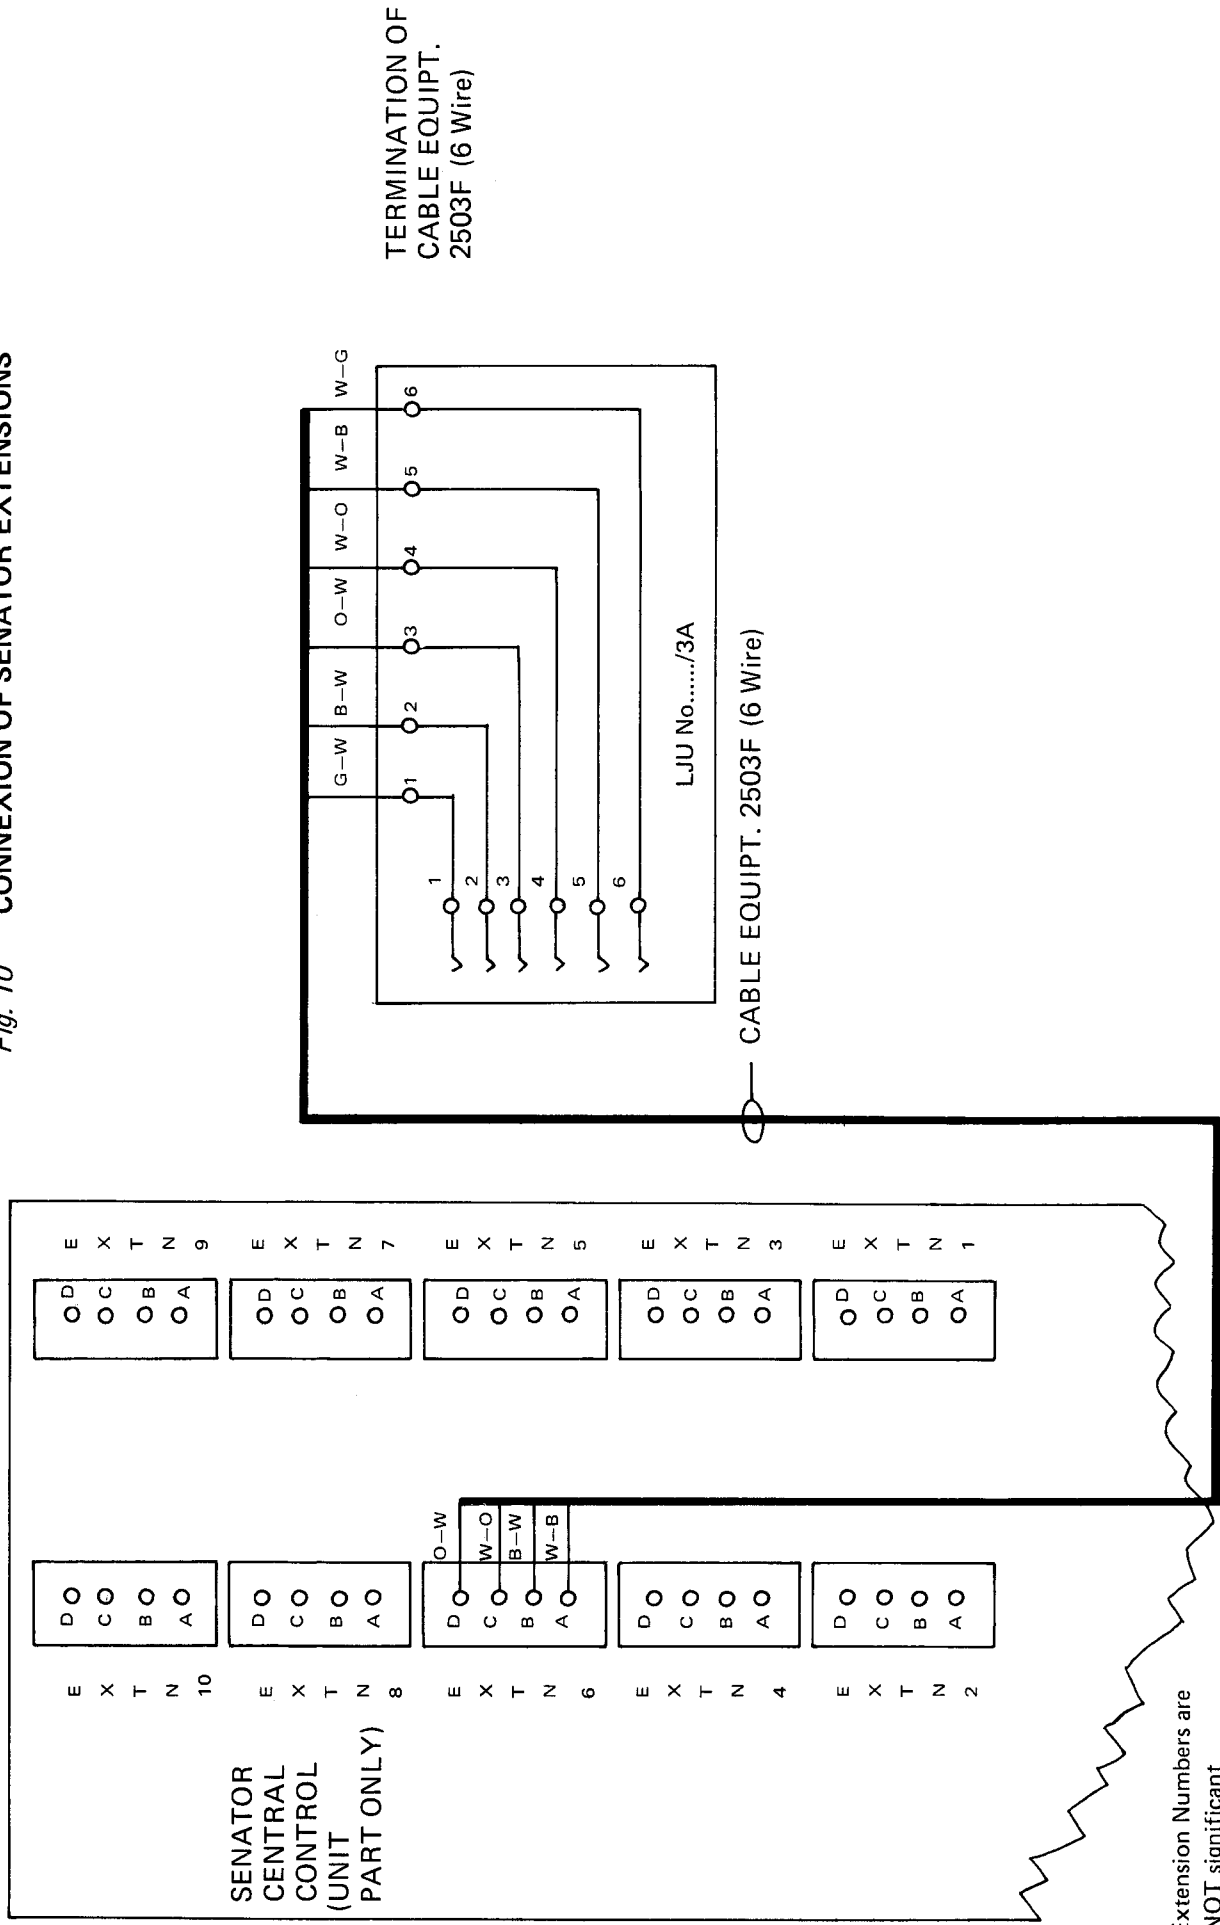 Fig. 10 CONNEXION OF SENATOR EXTENSIONS
TERMINATION OF
CABLE EQUIPT.
2503F (6 Wire)
G–W B–W O–W W–O W–B W–G
1 2 3 4 5 6
1
2
3
4
5
6
LJU No....../3A
CABLE EQUIPT. 2503F (6 Wire)
SENATOR
CENTRAL
CONTROL
(UNIT
PART ONLY)
EXTN 10
D
C
B
A
EXTN 9
D
C
B
A
EXTN 8
D
C
B
A
EXTN 7
D
C
B
A
EXTN 6
D
C
B
A
O–W
W–O
B–W
W–B
EXTN 5
D
C
B
A
EXTN 4
D
C
B
A
EXTN 3
D
C
B
A
EXTN 2
D
C
B
A
EXTN 1
D
C
B
A
Extension Numbers are
NOT significant